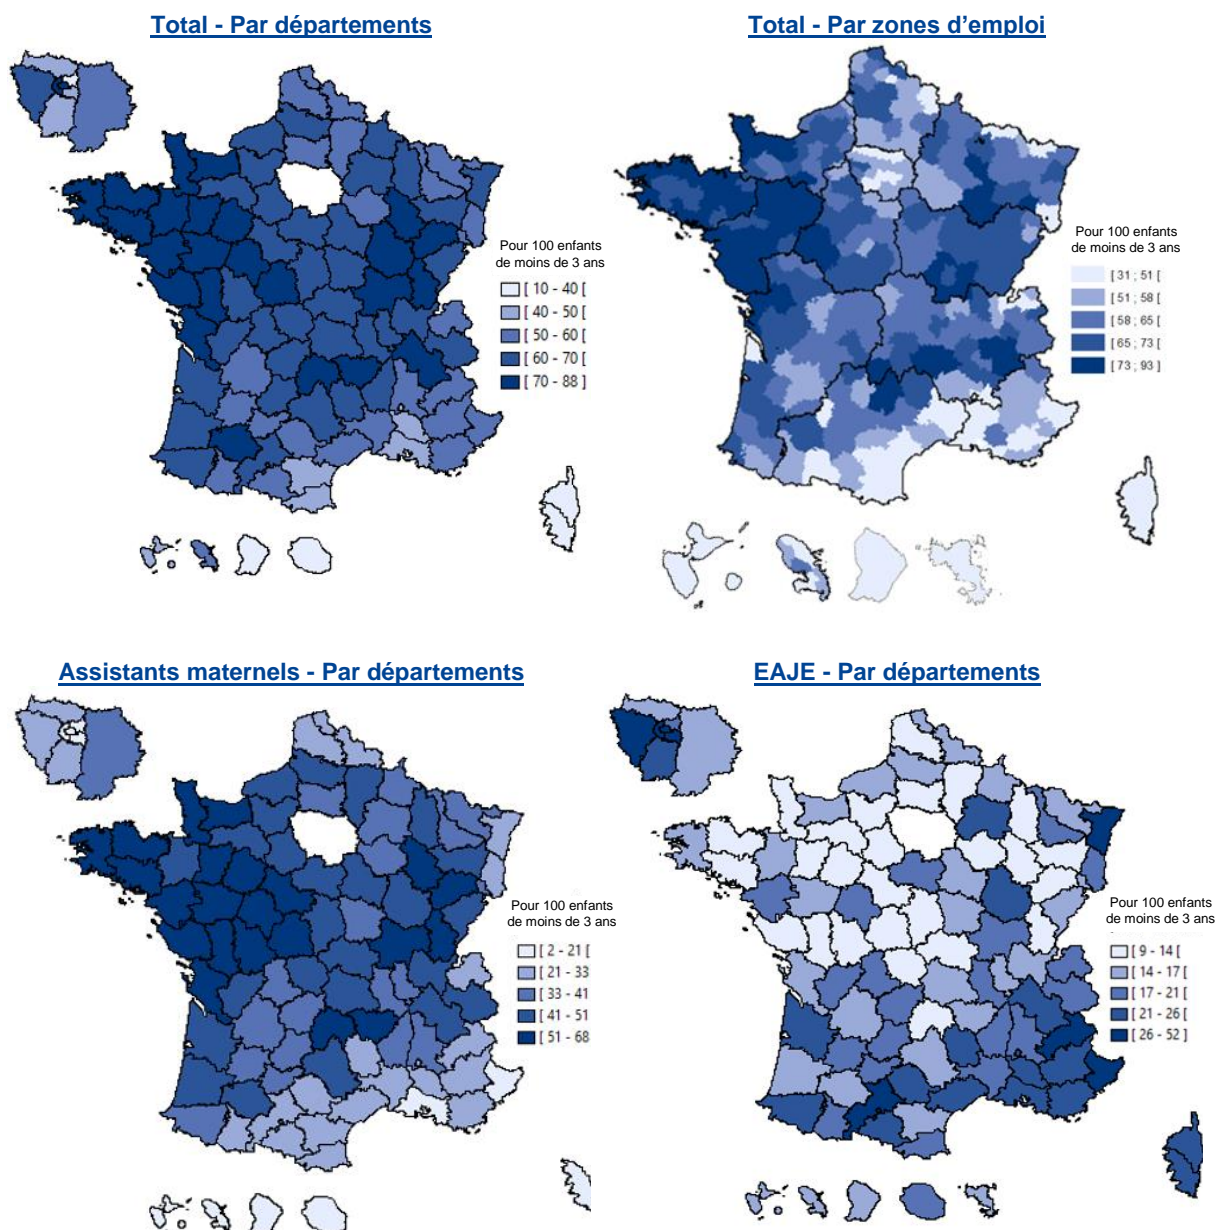 Total - Par départements
Total - Par zones d’emploi
Pour 100 enfants
de moins de 3 ans
[ 10 - 40 [
[ 40 - 50 [
[ 50 - 60 [
[ 60 - 70 [
[ 70 - 88 ]
Pour 100 enfants
de moins de 3 ans
[ 31 ; 51 [
[ 51 ; 58 [
[ 58 ; 65 [
[ 65 ; 73 [
[ 73 ; 93 ]
Assistants maternels - Par départements
EAJE - Par départements
Pour 100 enfants
de moins de 3 ans
[ 2 - 21 [
[ 21 - 33
[ 33 - 41
[ 41 - 51
[ 51 - 68
Pour 100 enfants
de moins de 3 ans
[ 9 - 14 [
[ 14 - 17 [
[ 17 - 21 [
[ 21 - 26 [
[ 26 - 52 ]